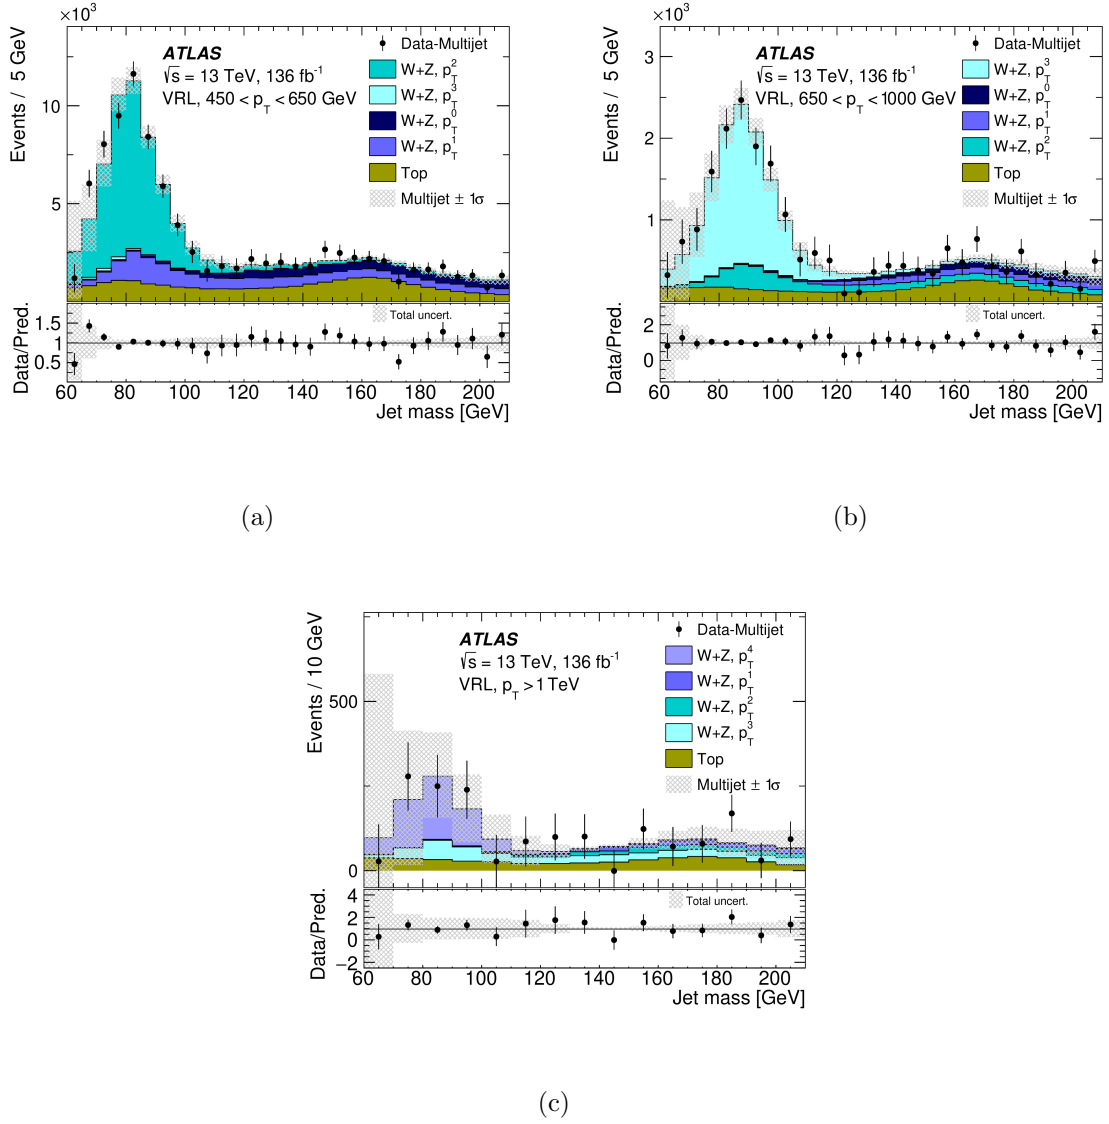 ×10³
Events / 5 GeV
10
5
ATLAS
√s = 13 TeV, 136 fb⁻¹
VRL, 450 < p_T < 650 GeV
Data-Multijet
W+Z, p_T^2
W+Z, p_T^3
W+Z, p_T^0
W+Z, p_T^1
Top
Multijet ± 1σ
Data/Pred.
1.5
1
0.5
Total uncert.
60 80 100 120 140 160 180 200
Jet mass [GeV]
(a)
×10³
Events / 5 GeV
3
2
1
ATLAS
√s = 13 TeV, 136 fb⁻¹
VRL, 650 < p_T < 1000 GeV
Data-Multijet
W+Z, p_T^3
W+Z, p_T^0
W+Z, p_T^1
W+Z, p_T^2
Top
Multijet ± 1σ
Data/Pred.
2
0
Total uncert.
60 80 100 120 140 160 180 200
Jet mass [GeV]
(b)
Events / 10 GeV
500
0
ATLAS
√s = 13 TeV, 136 fb⁻¹
VRL, p_T > 1 TeV
Data-Multijet
W+Z, p_T^4
W+Z, p_T^1
W+Z, p_T^2
W+Z, p_T^3
Top
Multijet ± 1σ
Data/Pred.
4
2
0
−2
Total uncert.
60 80 100 120 140 160 180 200
Jet mass [GeV]
(c)